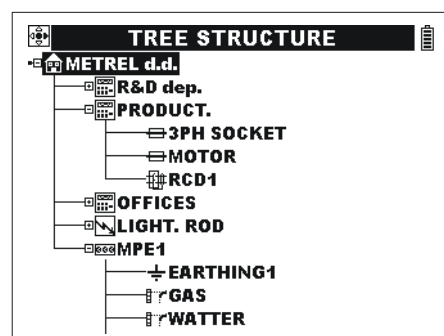 TREE STRUCTURE
METREL d.d.
R&D dep.
PRODUCT.
3PH SOCKET
MOTOR
RCD1
OFFICES
LIGHT. ROD
MPE1
EARTHING1
GAS
WATTER